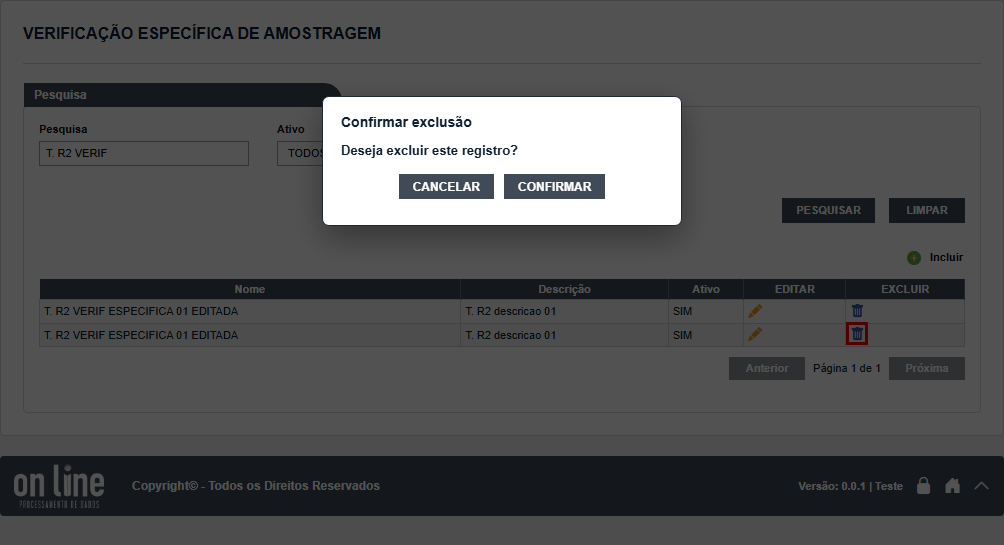 VERIFICAÇÃO ESPECÍFICA DE AMOSTRAGEM
Pesquisa
Pesquisa
Ativo
T. R2 VERIF
TODOS
Confirmar exclusão
Deseja excluir este registro?
CANCELAR
CONFIRMAR
PESQUISAR
LIMPAR
Incluir
Nome
Descrição
Ativo
EDITAR
EXCLUIR
T. R2 VERIF ESPECIFICA 01 EDITADA
T. R2 descricao 01
SIM
T. R2 VERIF ESPECIFICA 01 EDITADA
T. R2 descricao 01
SIM
Anterior
Página 1 de 1
Próxima
on line
PROCESSAMENTO DE DADOS
Copyright© - Todos os Direitos Reservados
Versão: 0.0.1 | Teste